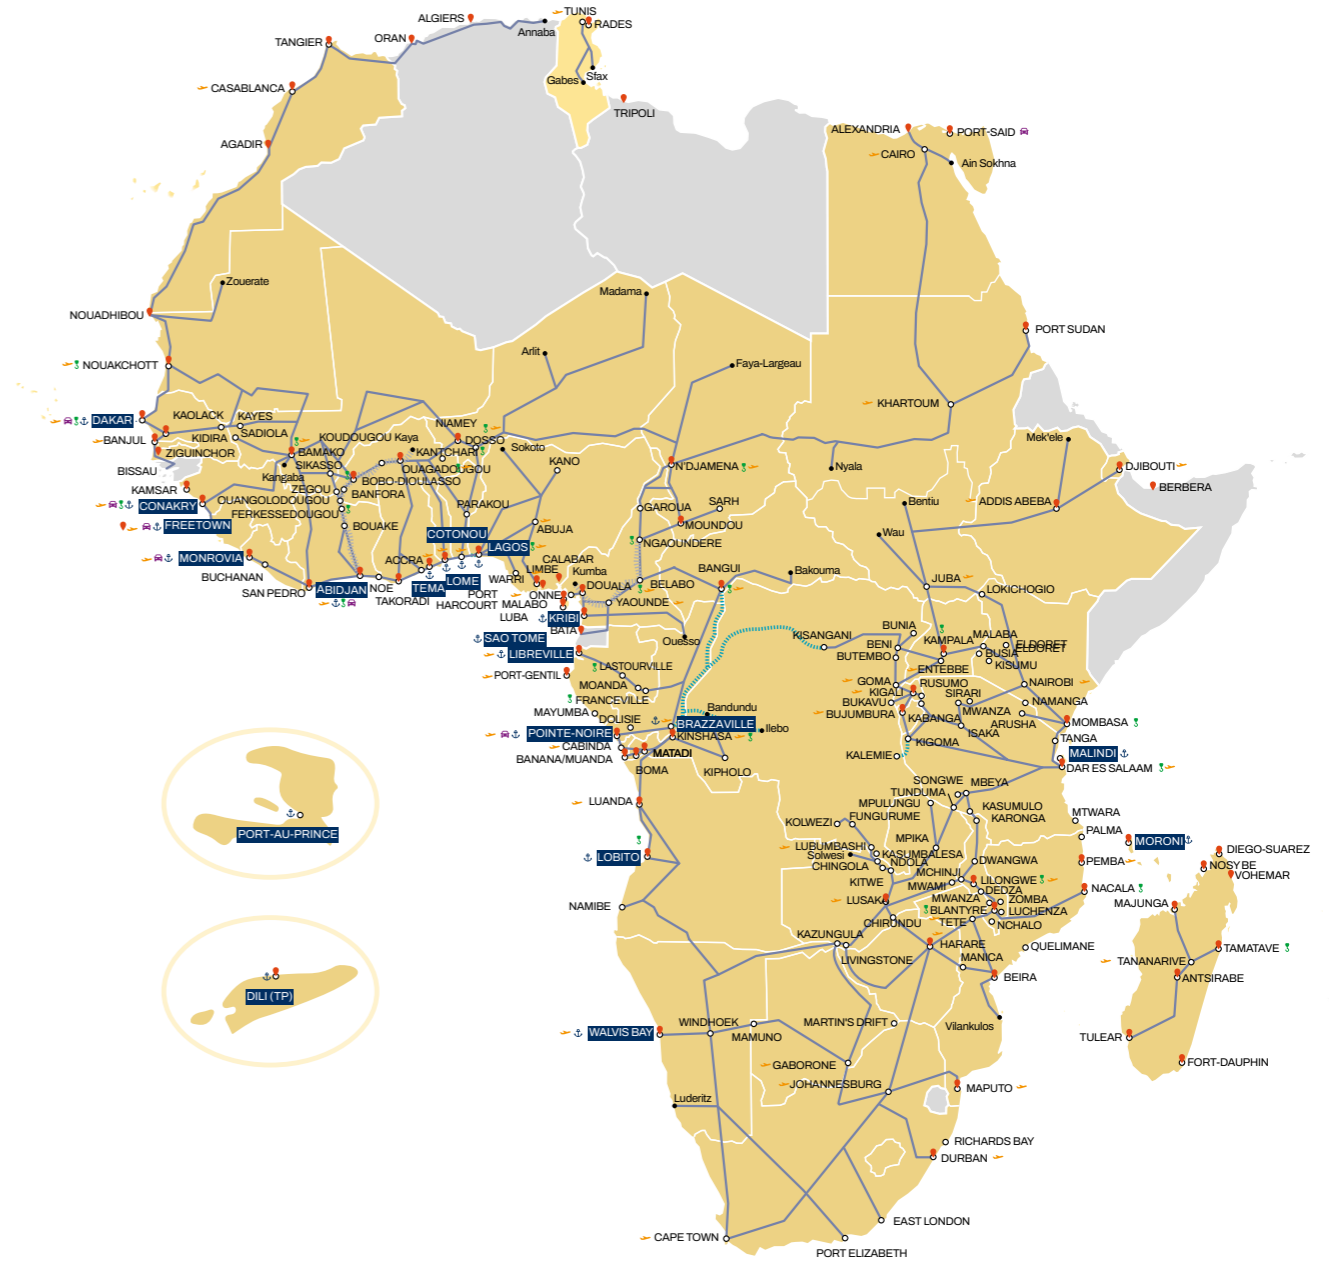 TUNIS
ALGIERS
RADES
Annaba
ORAN
TANGIER
Gabes
Sfax
CASABLANCA
TRIPOLI
ALEXANDRIA
PORT-SAID
AGADIR
CAIRO
Ain Sokhna
Zouerate
Madama
NOUADHIBOU
PORT SUDAN
Arlit
NOUAKCHOTT
Faya-Largeau
KHARTOUM
DAKAR
KAOLACK
KAYES
NIAMEY
BANJUL
KIDIRA
SADIOLA
KOUDOUGOU
Kaya
DOSSO
Mek'ele
ZIGUINCHOR
BAMAKO
KANTCHARI
Sokoto
BISSAU
SIKASSO
OUAGADOUGOU
KANO
N'DJAMENA
Nyala
DJIBOUTI
Kangaba
BOBO-DIOULASSO
KAMSAR
ZEGOU
BANFORA
BERBERA
CONAKRY
OUANGOLODOUGOU
PARAKOU
GAROUA
SARH
Bentiu
ADDIS ABEBA
FERKESSEDOUGOU
FREETOWN
BOUAKE
ABUJA
MOUNDOU
COTONOU
Wau
NGAOUNDERE
LAGOS
MONROVIA
ACCRA
CALABAR
LIMBE
Kumba
BANGUI
Bakouma
BUCHANAN
LOME
WARRI
DOUALA
BELABO
JUBA
SAN PEDRO
ABIDJAN
NOE
TEMA
PORT
HARCOURT
ONNE
LOKICHOGIO
TAKORADI
MALABO
YAOUNDE
LUBA
KRIBI
BATA
BUNIA
SAO TOME
Ouesso
KISANGANI
KAMPALA
MALABA
BENI
ELDORET
ELDORET
LIBREVILLE
BUTEMBO
BUSIA
KISUMU
LASTOURVILLE
ENTEBBE
PORT-GENTIL
GOMA
RUSUMO
NAIROBI
MOANDA
KIGALI
SIRARI
FRANCEVILLE
BUKAVU
NAMANGA
MAYUMBA
Bandundu
BUJUMBURA
MWANZA
DOLISIE
BRAZZAVILLE
KABANGA
ARUSHA
MOMBASA
POINTE-NOIRE
KINSHASA
Ilebo
ISAKA
CABINDA
KIGOMA
TANGA
BANANA/MUANDA
MATADI
KALEMIE
MALINDI
BOMA
KIPHOLO
DAR ES SALAAM
SONGWE
MBEYA
TUNDUMA
LUANDA
MPULUNGU
KASUMULO
MTWARA
KOLWEZI
FUNGURUME
KARONGA
PORT-AU-PRINCE
PALMA
MPIKA
MORONI
LUBUMBASHI
DIEGO-SUAREZ
LOBITO
Solwesi
KASUMBALESA
DWANGWA
PEMBA
CHINGOLA
NDOLA
NOSY BE
MCHINJI
VOHEMAR
KITWE
MWAMI
LILONGWE
NACALA
DEDZA
LUSAKA
MWANZA
ZOMBA
MAJUNGA
NAMIBE
BLANTYRE
LUCHENZA
CHIRUNDU
TETE
NCHALO
KAZUNGULA
HARARE
QUELIMANE
TAMATAVE
LIVINGSTONE
MANICA
TANANARIVE
BEIRA
ANTSIRABE
DILI (TP)
WINDHOEK
MARTIN'S DRIFT
WALVIS BAY
MAMUNO
Vilankulos
TULEAR
GABORONE
FORT-DAUPHIN
JOHANNESBURG
MAPUTO
Luderitz
RICHARDS BAY
DURBAN
EAST LONDON
CAPE TOWN
PORT ELIZABETH